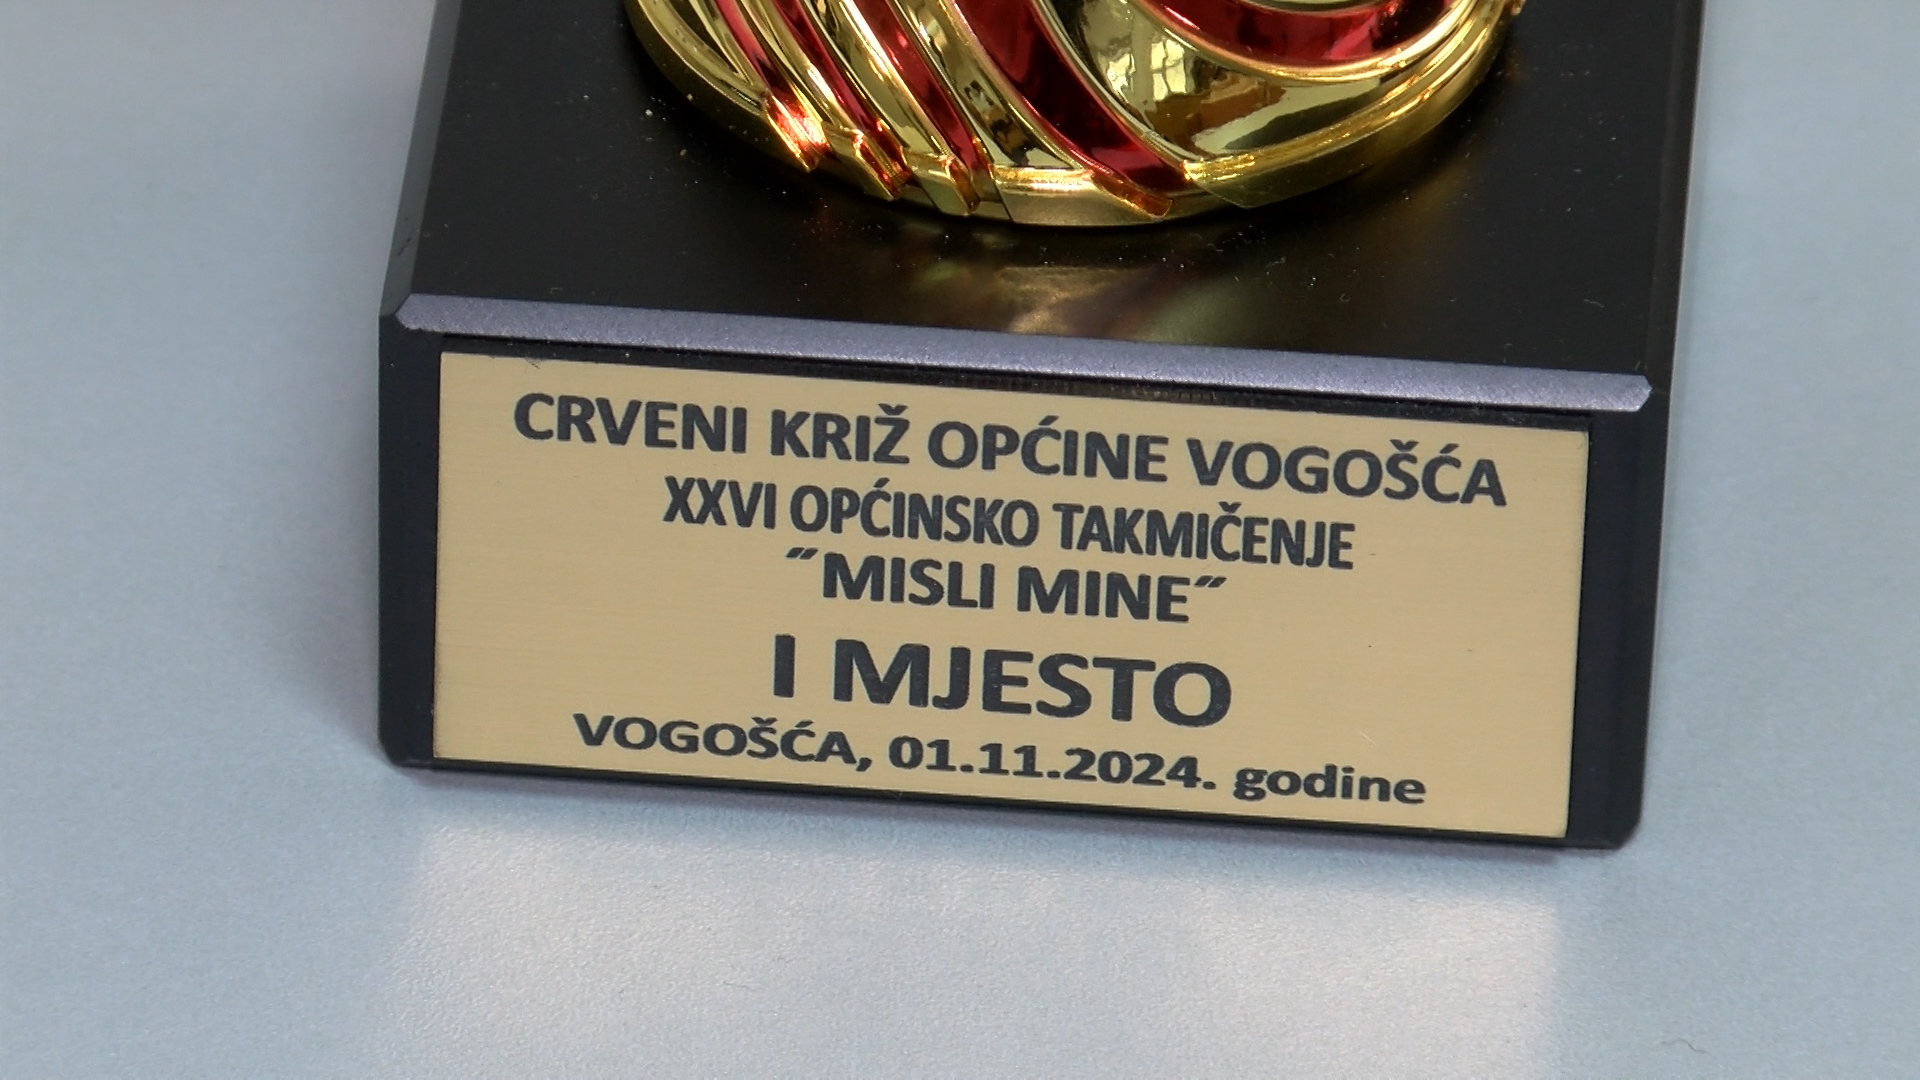 CRVENI KRIŽ OPĆINE VOGOŠĆA
XXVI OPĆINSKO TAKMIČENJE
˝MISLI MINE˝
I MJESTO
VOGOŠĆA, 01.11.2024. godine